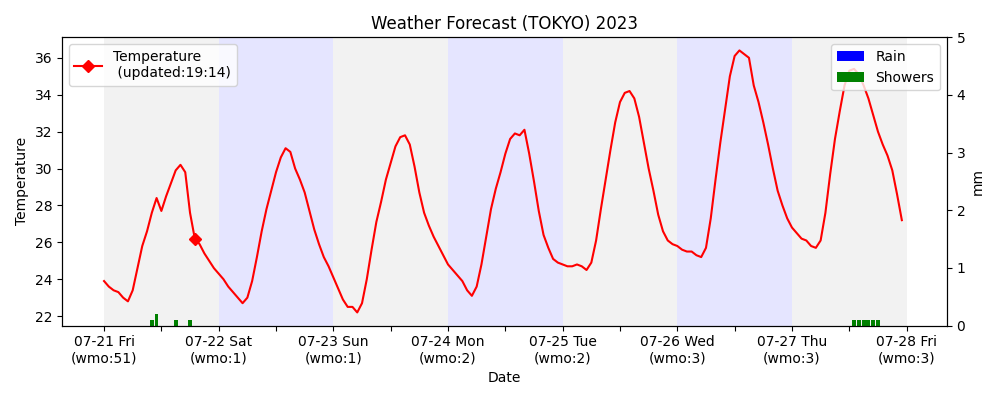 Weather Forecast (TOKYO) 2023
Temperature
(updated:19:14)
Rain
Showers
Temperature
36
34
32
30
28
26
24
22
5
4
3
2
1
0
mm
07-21 Fri
(wmo:51)
07-22 Sat
(wmo:1)
07-23 Sun
(wmo:1)
07-24 Mon
(wmo:2)
07-25 Tue
(wmo:2)
07-26 Wed
(wmo:3)
07-27 Thu
(wmo:3)
07-28 Fri
(wmo:3)
Date